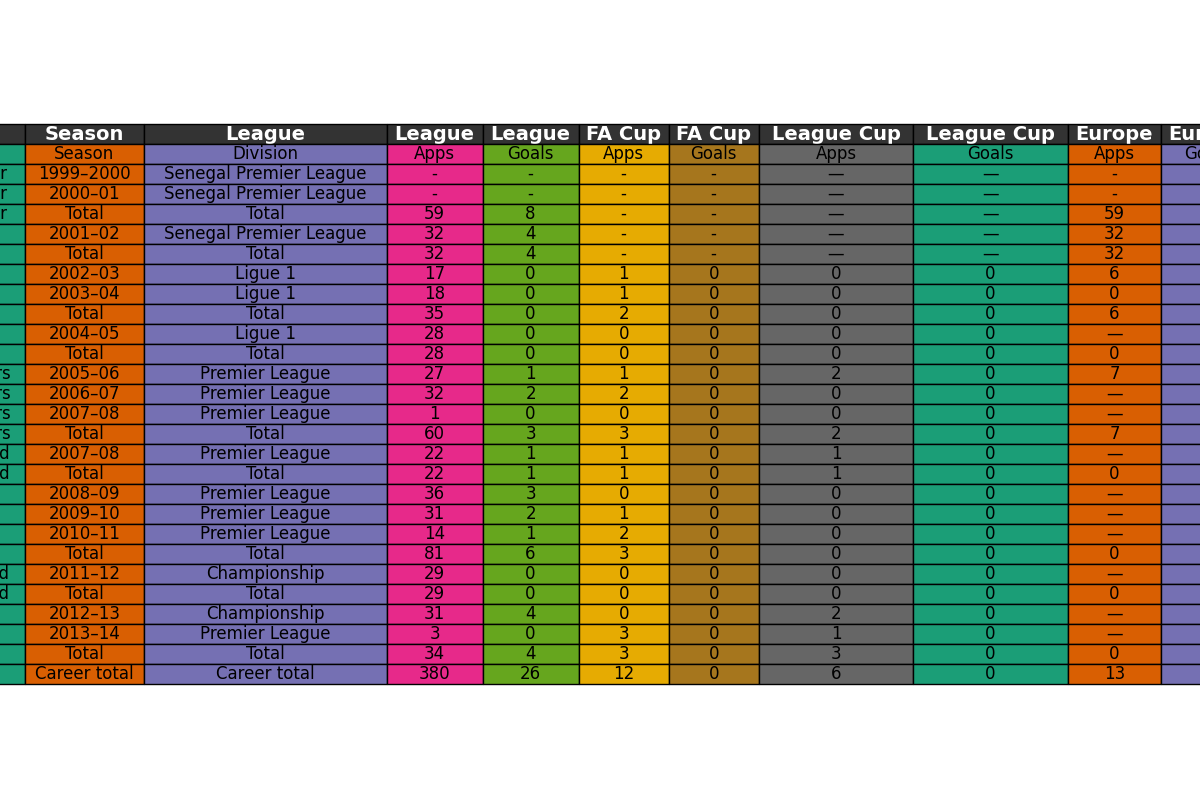 Season League League League FA Cup FA Cup League Cup League Cup Europe
Season Division Apps Goals Apps Goals Apps Goals Apps
1999–2000 Senegal Premier League - - - - — — -
2000–01 Senegal Premier League - - - - — — -
Total Total 59 8 - - — — 59
2001–02 Senegal Premier League 32 4 - - — — 32
Total Total 32 4 - - — — 32
2002–03 Ligue 1 17 0 1 0 0 0 6
2003–04 Ligue 1 18 0 1 0 0 0 0
Total Total 35 0 2 0 0 0 6
2004–05 Ligue 1 28 0 0 0 0 0 —
Total Total 28 0 0 0 0 0 0
2005–06 Premier League 27 1 1 0 2 0 7
2006–07 Premier League 32 2 2 0 0 0 —
2007–08 Premier League 1 0 0 0 0 0 —
Total Total 60 3 3 0 2 0 7
2007–08 Premier League 22 1 1 0 1 0 —
Total Total 22 1 1 0 1 0 0
2008–09 Premier League 36 3 0 0 0 0 —
2009–10 Premier League 31 2 1 0 0 0 —
2010–11 Premier League 14 1 2 0 0 0 —
Total Total 81 6 3 0 0 0 0
2011–12 Championship 29 0 0 0 0 0 —
Total Total 29 0 0 0 0 0 0
2012–13 Championship 31 4 0 0 2 0 —
2013–14 Premier League 3 0 3 0 1 0 —
Total Total 34 4 3 0 3 0 0
Career total Career total 380 26 12 0 6 0 13